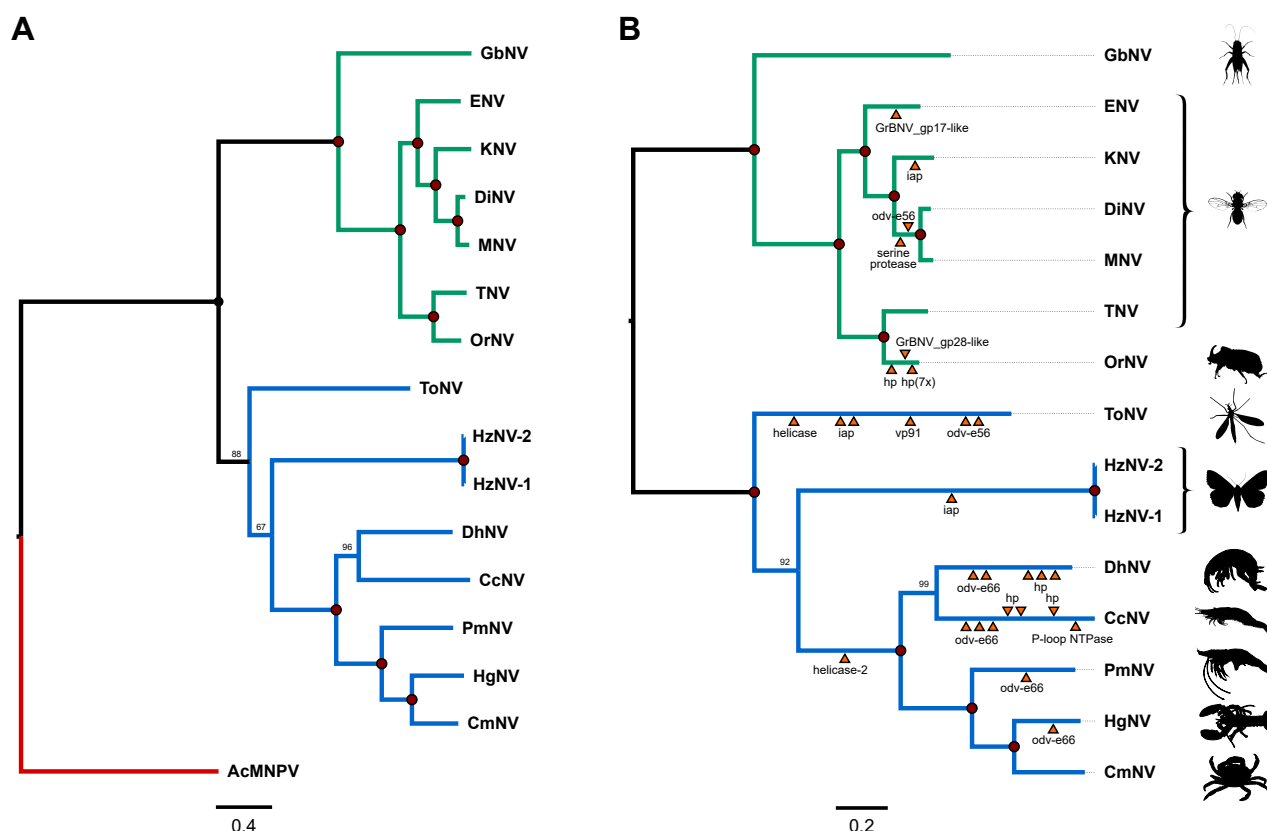 A
GbNV
ENV
KNV
DiNV
MNV
TNV
OrNV
ToNV
88
HzNV-2
HzNV-1
67
DhNV
96
CcNV
PmNV
HgNV
CmNV
AcMNPV
0.4
B
GbNV
ENV
GrBNV_gp17-like
KNV
iap
DiNV
odv-e56
serine
protease
MNV
TNV
GrBNV_gp28-like
OrNV
hp hp(7x)
ToNV
helicase iap vp91 odv-e56
HzNV-2
iap
HzNV-1
92
DhNV
99
odv-e66 hp
hp hp
CcNV
odv-e66 P-loop NTPase
helicase-2
PmNV
odv-e66
HgNV
odv-e66
CmNV
0.2